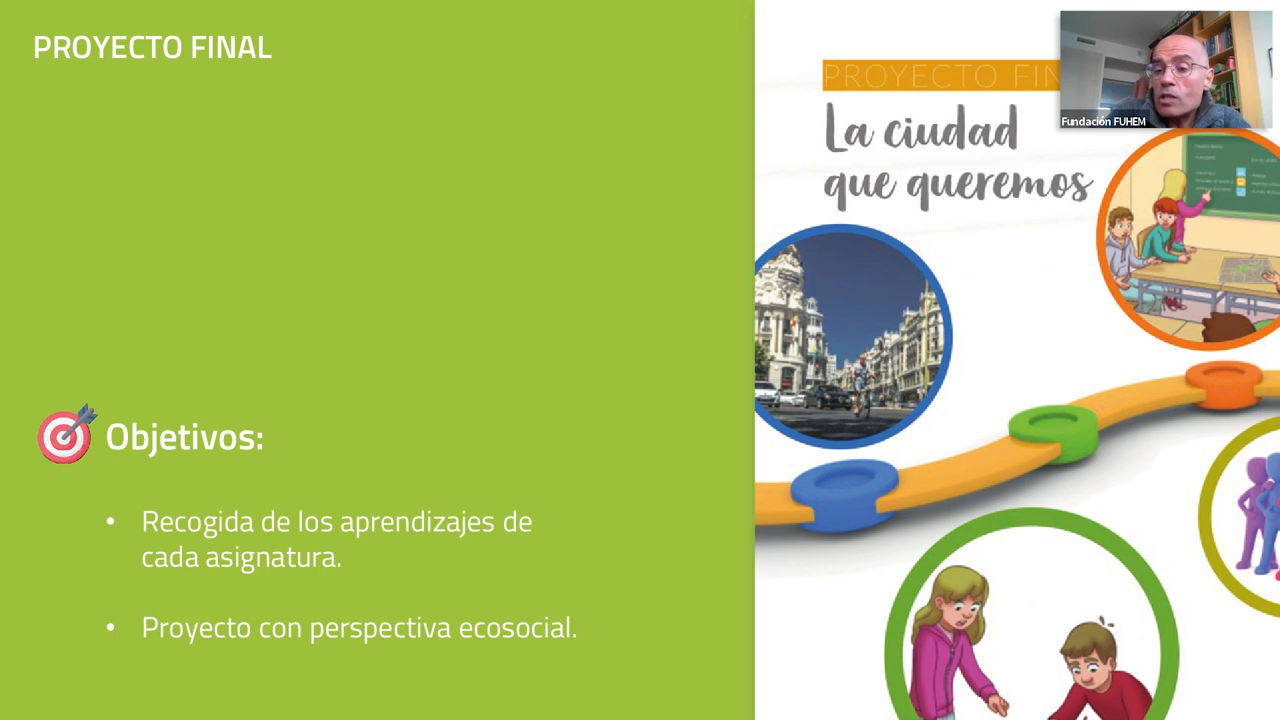 PROYECTO FINAL
PROYECTO FIN
La ciudad
que queremos
Fundación FUHEM
Objetivos:
• Recogida de los aprendizajes de
cada asignatura.
• Proyecto con perspectiva ecosocial.